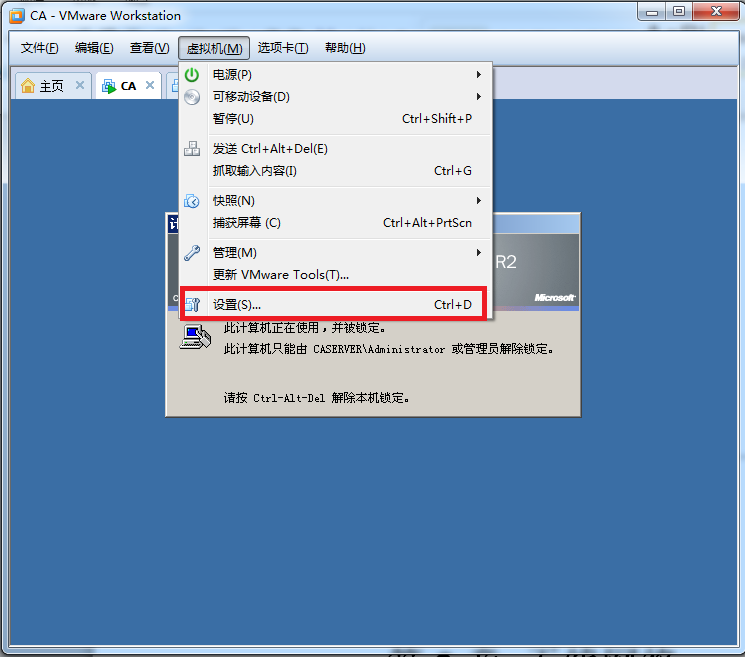 CA - VMware Workstation
文件(F) 编辑(E) 查看(V) 虚拟机(M) 选项卡(T) 帮助(H)
主页 CA
电源(P)
可移动设备(D)
暂停(U) Ctrl+Shift+P
发送 Ctrl+Alt+Del(E)
抓取输入内容(I) Ctrl+G
快照(N)
捕获屏幕 (C) Ctrl+Alt+PrtScn
管理(M)
更新 VMware Tools(T)...
设置(S)... Ctrl+D
R2
Microsoft
此计算机正在使用，并被锁定。
此计算机只能由 CASERVER\Administrator 或管理员解除锁定。
请按 Ctrl-Alt-Del 解除本机锁定。